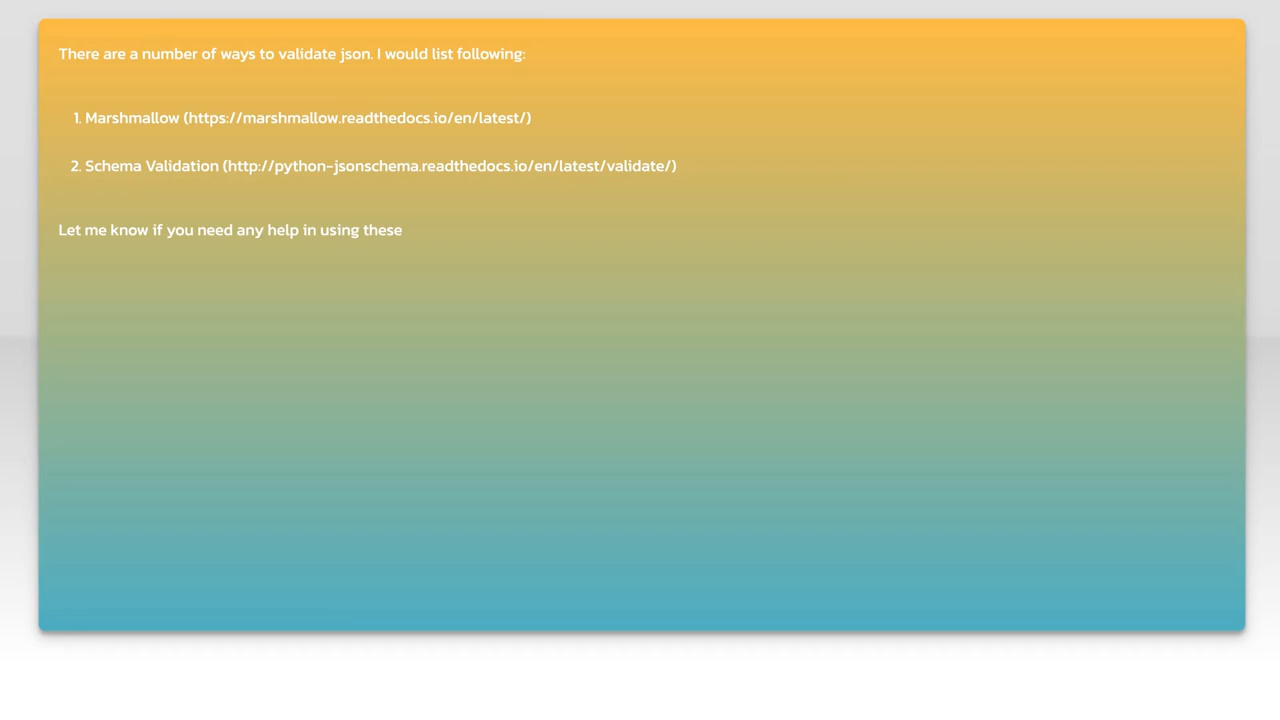 There are a number of ways to validate json. I would list following:
1. Marshmallow (https://marshmallow.readthedocs.io/en/latest/)
2. Schema Validation (http://python-jsonschema.readthedocs.io/en/latest/validate/)
Let me know if you need any help in using these